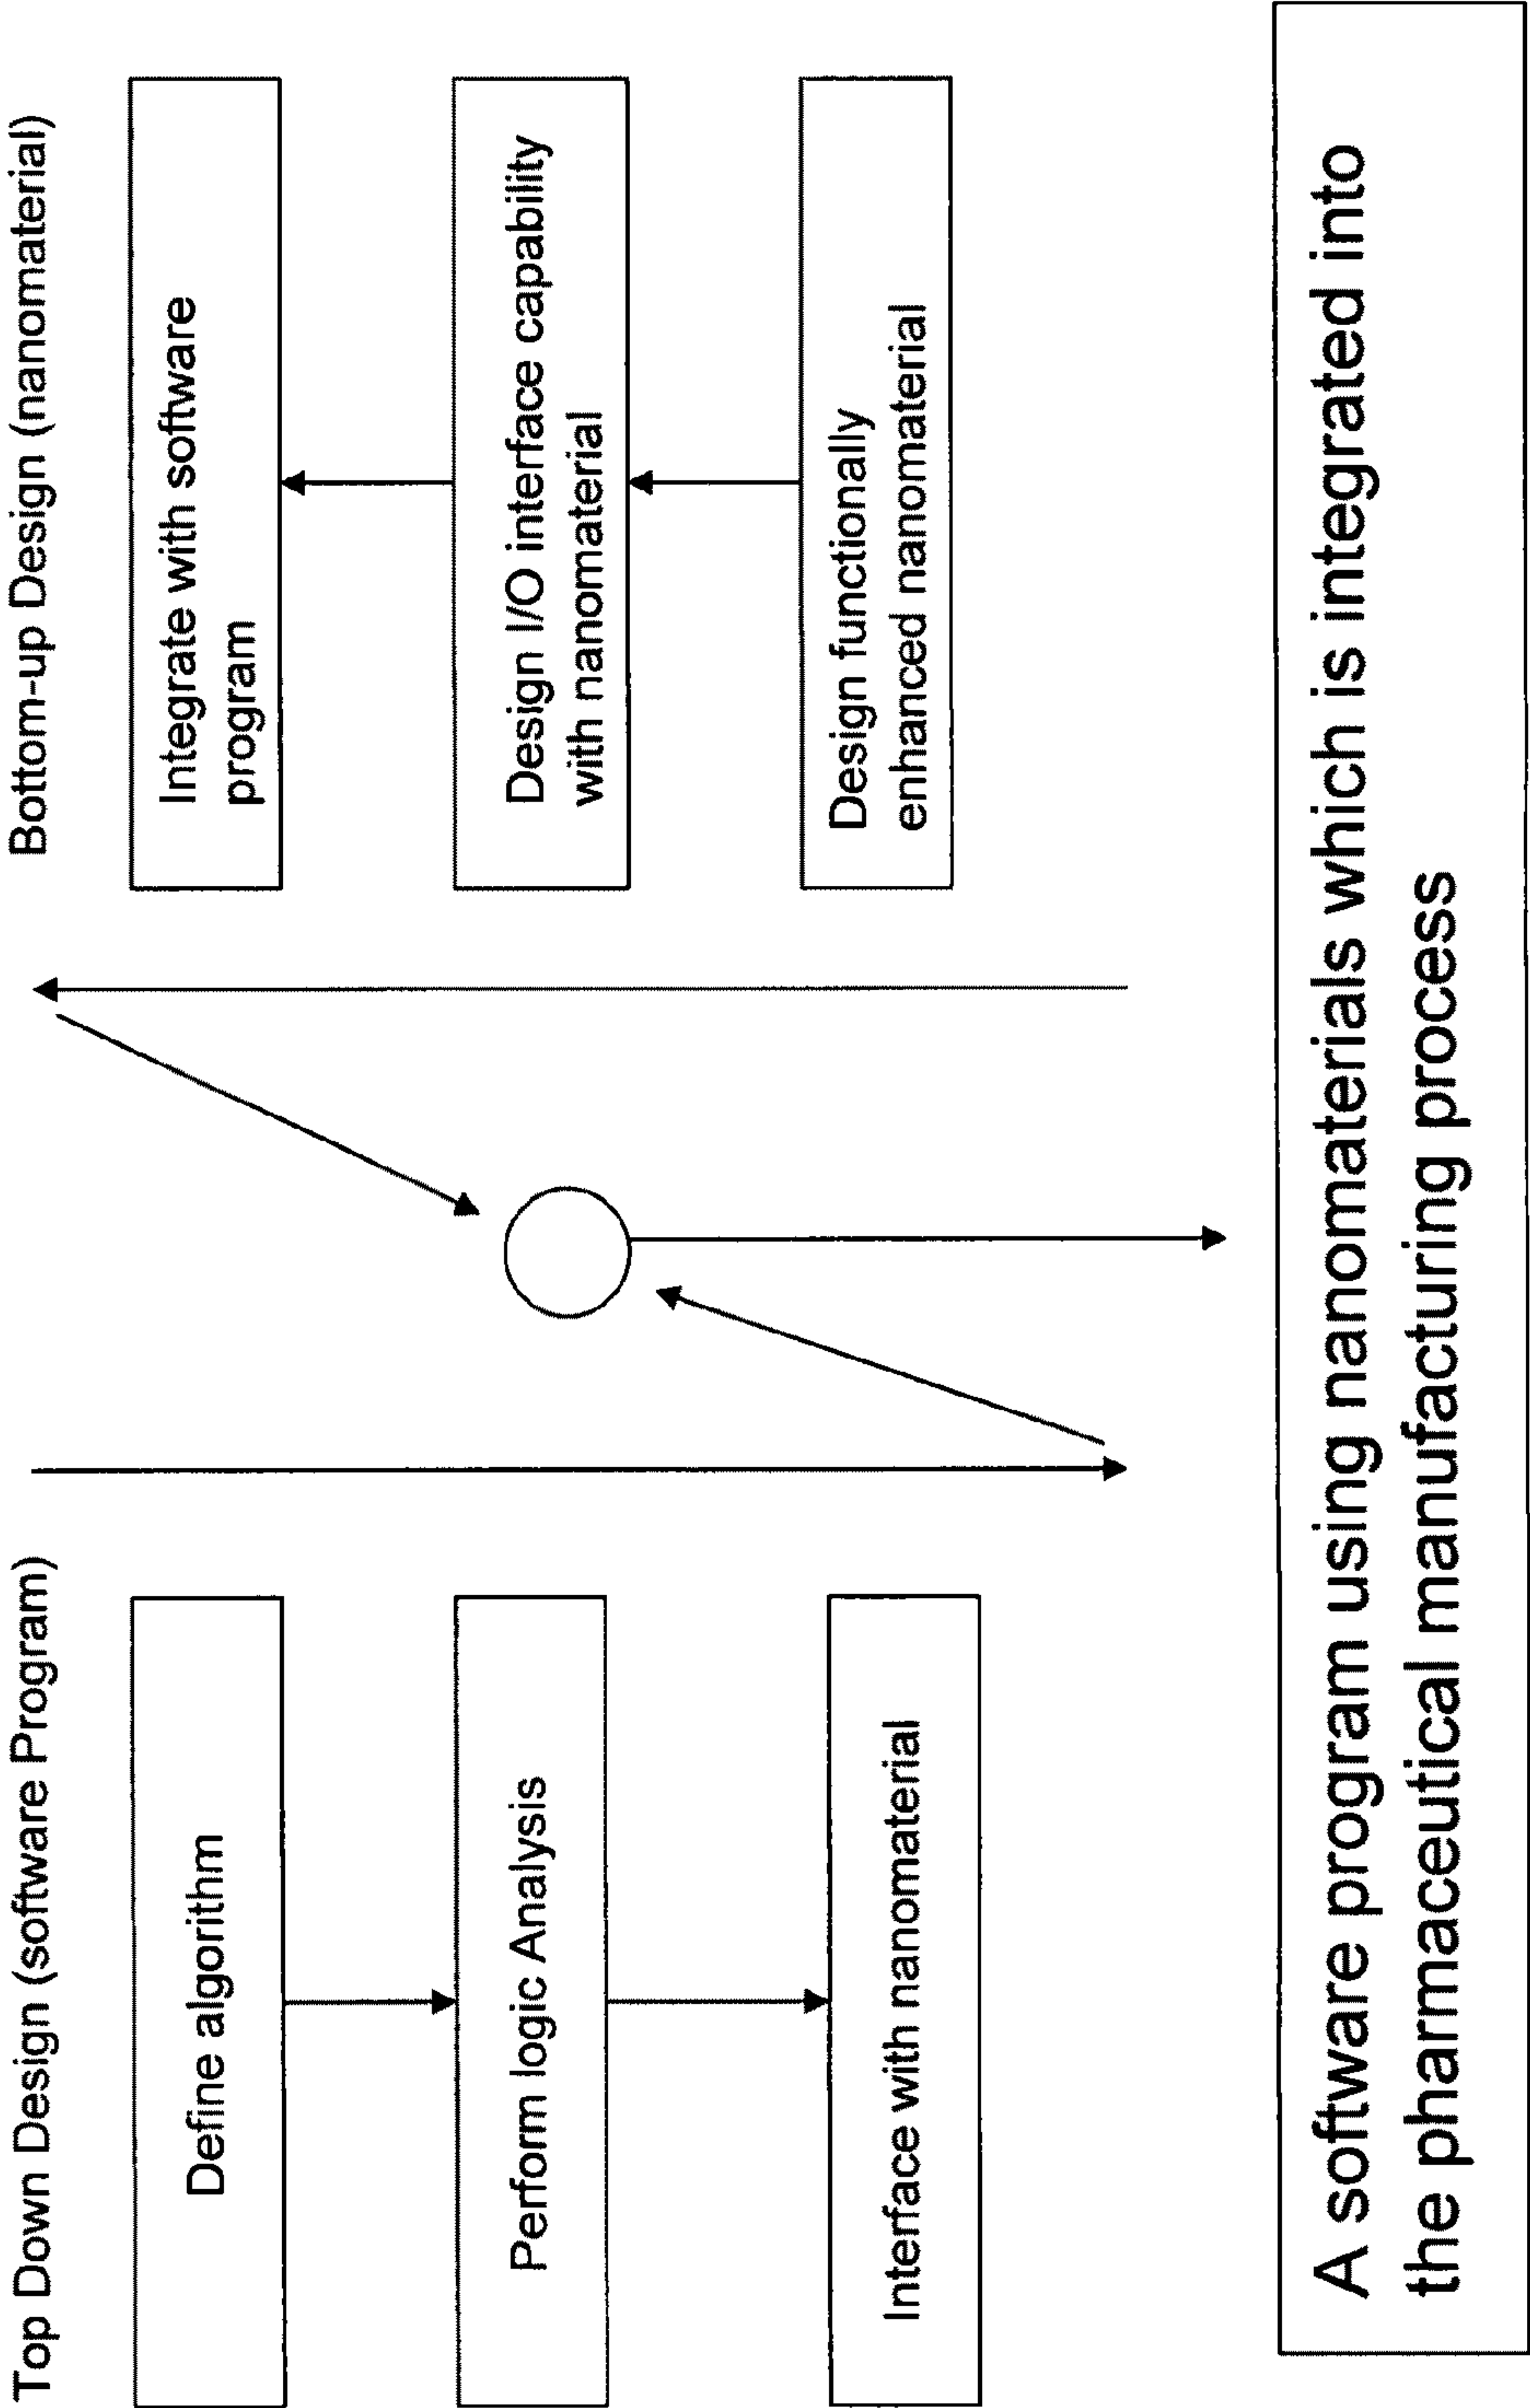 Top Down Design (software Program)
Define algorithm
Perform logic Analysis
Interface with nanomaterial
Bottom-up Design (nanomaterial)
Integrate with software
program
Design I/O interface capability
with nanomaterial
Design functionally
enhanced nanomaterial
A software program using nanomaterials which is integrated into
the pharmaceutical manufacturing process